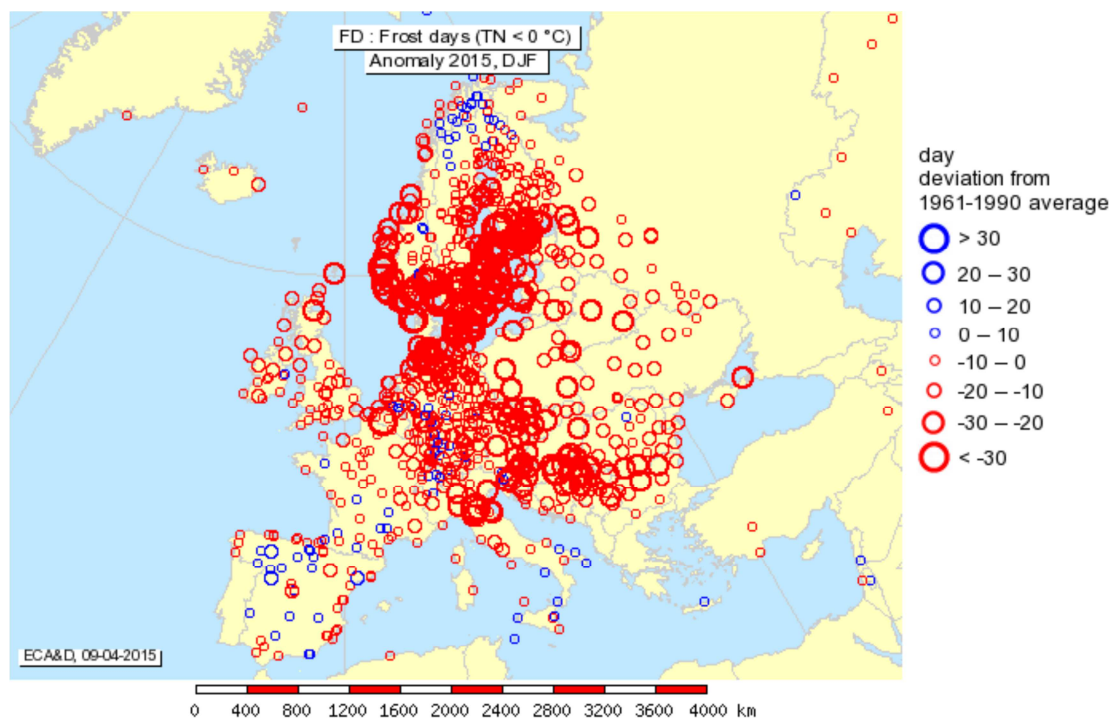 FD : Frost days (TN < 0 °C)
Anomaly 2015, DJF
day
deviation from
1961-1990 average
> 30
20 – 30
10 – 20
0 – 10
-10 – 0
-20 – -10
-30 – -20
< -30
ECA&D, 09-04-2015
0 400 800 1200 1600 2000 2400 2800 3200 3600 4000 km